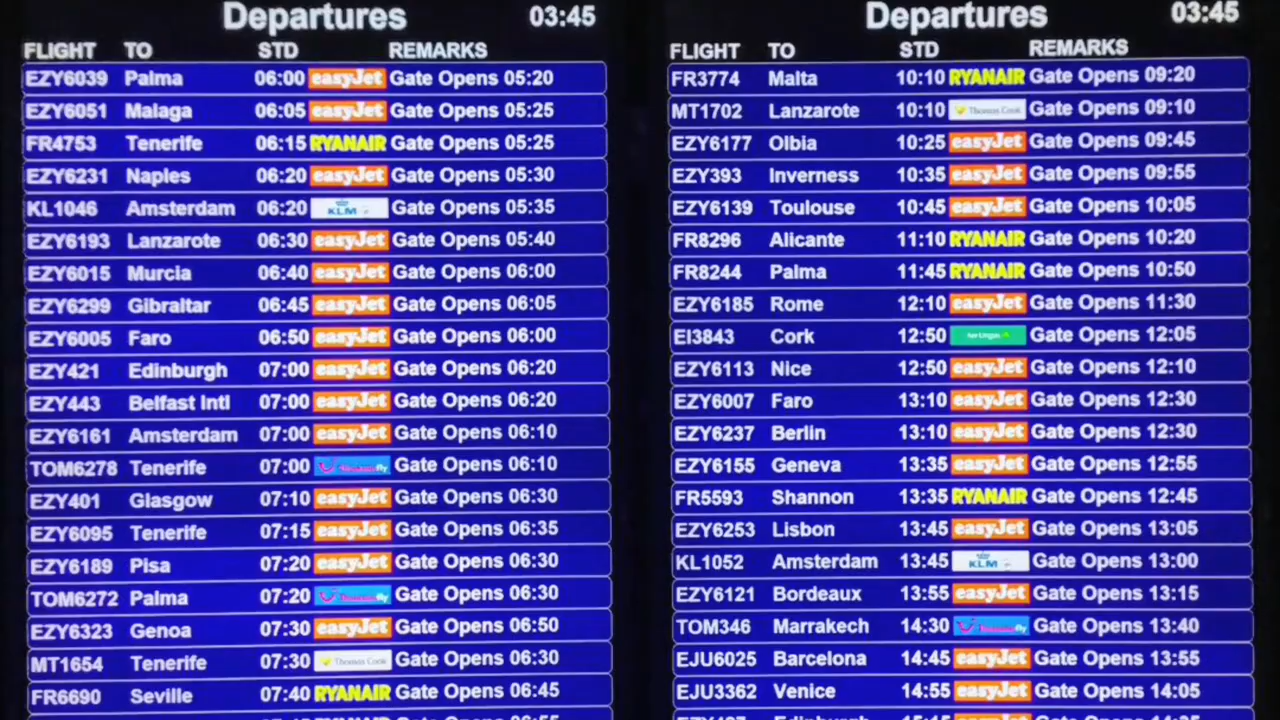 Departures 03:45
FLIGHT TO STD REMARKS
EZY6039 Palma 06:00 easyJet Gate Opens 05:20
EZY6051 Malaga 06:05 easyJet Gate Opens 05:25
FR4753 Tenerife 06:15 RYANAIR Gate Opens 05:25
EZY6231 Naples 06:20 easyJet Gate Opens 05:30
KL1046 Amsterdam 06:20 KLM Gate Opens 05:35
EZY6193 Lanzarote 06:30 easyJet Gate Opens 05:40
EZY6015 Murcia 06:40 easyJet Gate Opens 06:00
EZY6299 Gibraltar 06:45 easyJet Gate Opens 06:05
EZY6005 Faro 06:50 easyJet Gate Opens 06:00
EZY421 Edinburgh 07:00 easyJet Gate Opens 06:20
EZY443 Belfast Intl 07:00 easyJet Gate Opens 06:20
EZY6161 Amsterdam 07:00 easyJet Gate Opens 06:10
TOM6278 Tenerife 07:00 Gate Opens 06:10
EZY401 Glasgow 07:10 easyJet Gate Opens 06:30
EZY6095 Tenerife 07:15 easyJet Gate Opens 06:35
EZY6189 Pisa 07:20 easyJet Gate Opens 06:30
TOM6272 Palma 07:20 Gate Opens 06:30
EZY6323 Genoa 07:30 easyJet Gate Opens 06:50
MT1654 Tenerife 07:30 Thomas Cook Gate Opens 06:30
FR6690 Seville 07:40 RYANAIR Gate Opens 06:45
Departures 03:45
FLIGHT TO STD REMARKS
FR3774 Malta 10:10 RYANAIR Gate Opens 09:20
MT1702 Lanzarote 10:10 Thomas Cook Gate Opens 09:10
EZY6177 Olbia 10:25 easyJet Gate Opens 09:45
EZY393 Inverness 10:35 easyJet Gate Opens 09:55
EZY6139 Toulouse 10:45 easyJet Gate Opens 10:05
FR8296 Alicante 11:10 RYANAIR Gate Opens 10:20
FR8244 Palma 11:45 RYANAIR Gate Opens 10:50
EZY6185 Rome 12:10 easyJet Gate Opens 11:30
EI3843 Cork 12:50 Aer Lingus Gate Opens 12:05
EZY6113 Nice 12:50 easyJet Gate Opens 12:10
EZY6007 Faro 13:10 easyJet Gate Opens 12:30
EZY6237 Berlin 13:10 easyJet Gate Opens 12:30
EZY6155 Geneva 13:35 easyJet Gate Opens 12:55
FR5593 Shannon 13:35 RYANAIR Gate Opens 12:45
EZY6253 Lisbon 13:45 easyJet Gate Opens 13:05
KL1052 Amsterdam 13:45 KLM Gate Opens 13:00
EZY6121 Bordeaux 13:55 easyJet Gate Opens 13:15
TOM346 Marrakech 14:30 Gate Opens 13:40
EJU6025 Barcelona 14:45 easyJet Gate Opens 13:55
EJU3362 Venice 14:55 easyJet Gate Opens 14:05